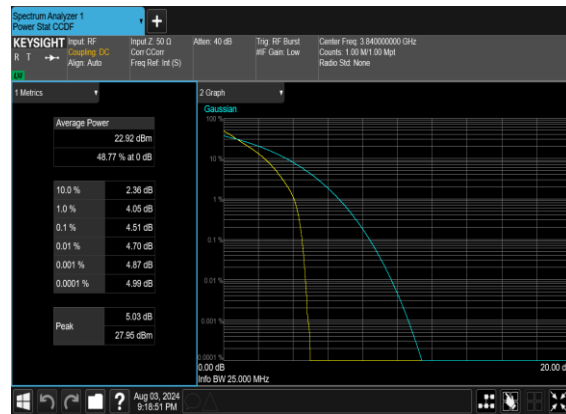 Spectrum Analyzer 1
Power Stat CCDF
+
KEYSIGHT
R T
LW
Input: RF
Coupling: DC
Align: Auto
Input Z: 50 Ω
Corr CCorr
Freq Ref: Int (S)
Atten: 40 dB
Trig: RF Burst
#IF Gain: Low
Center Freq: 3.840000000 GHz
Counts: 1.00 M/1.00 Mpt
Radio Std: None
1 Metrics
Average Power
22.92 dBm
48.77 % at 0 dB
10.0 % 2.36 dB
1.0 % 4.05 dB
0.1 % 4.51 dB
0.01 % 4.70 dB
0.001 % 4.87 dB
0.0001 % 4.99 dB
Peak
5.03 dB
27.95 dBm
2 Graph
Gaussian
100 %
10 %
1 %
0.1 %
0.01 %
0.001 %
0.0001 %
0.00 dB
20.00 d
Info BW 25.000 MHz
?
Aug 03, 2024
9:18:51 PM